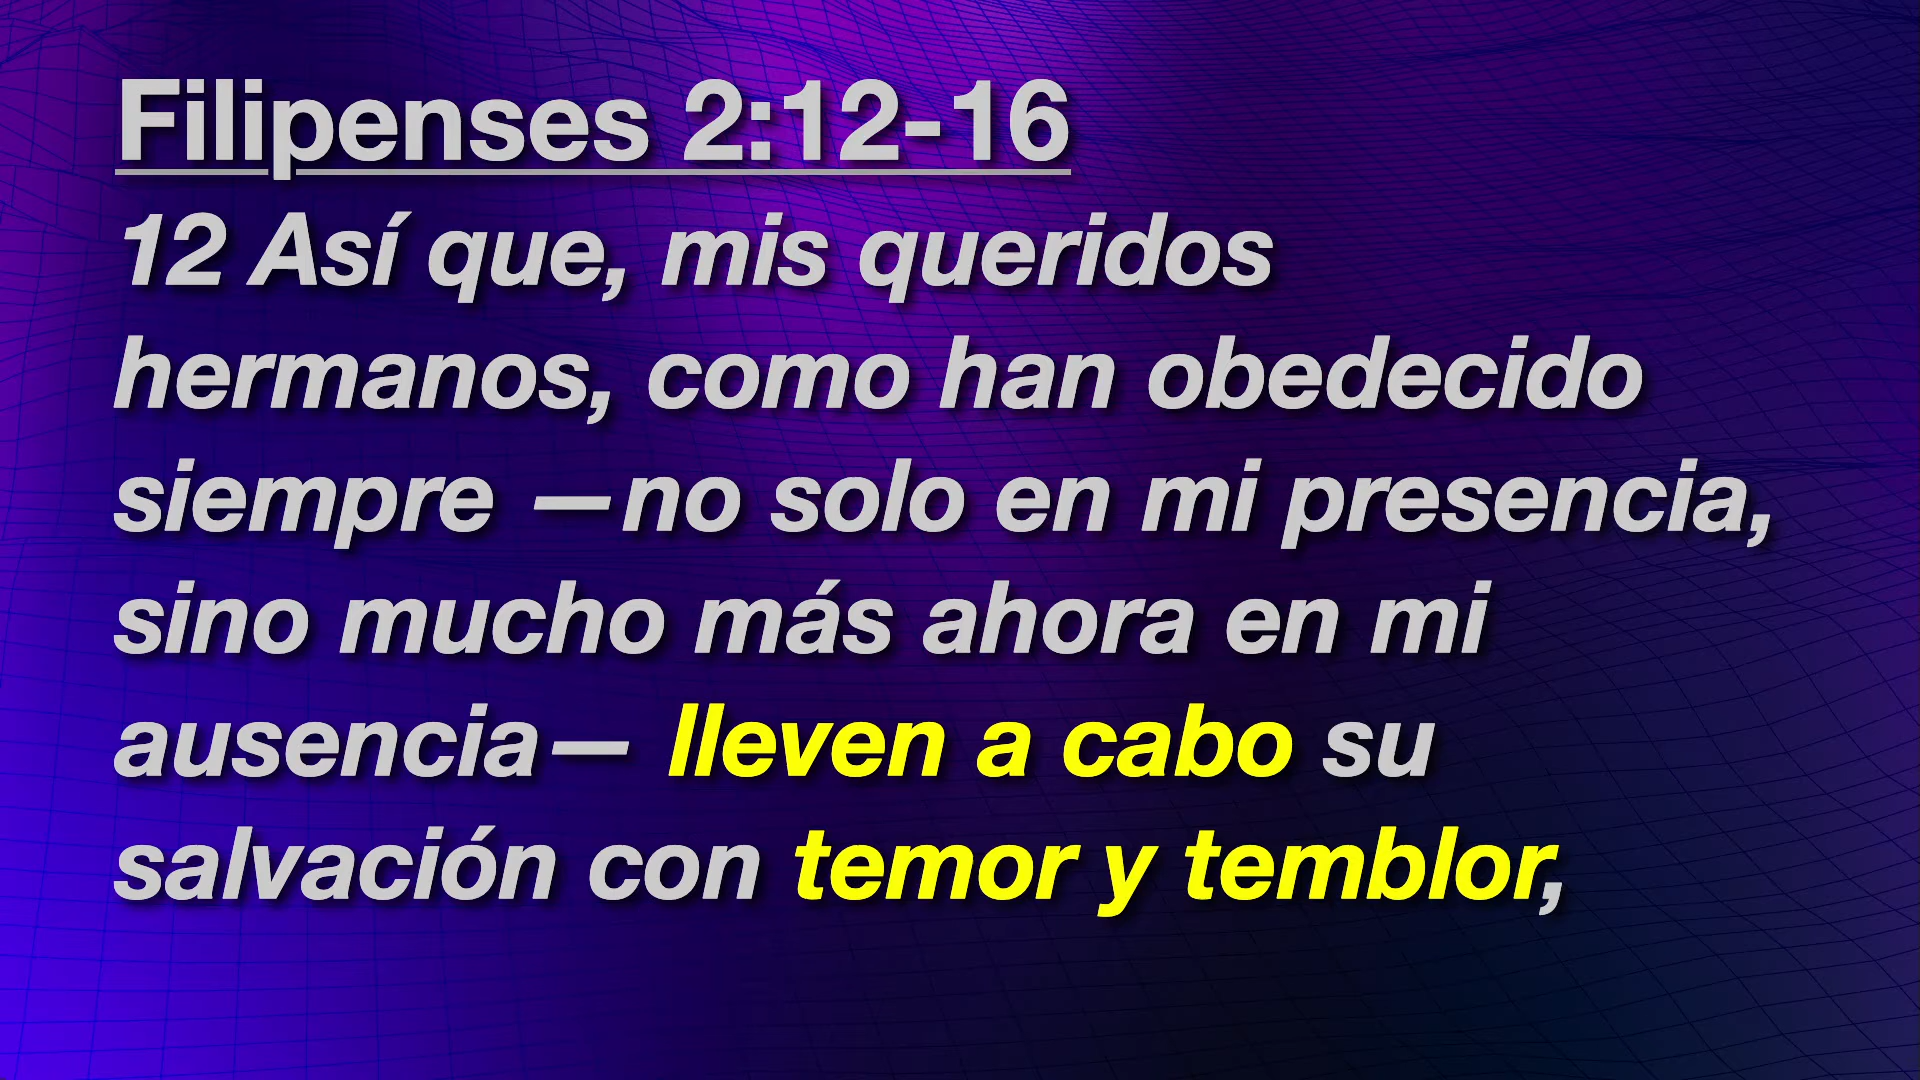 Filipenses 2:12-16
12 Así que, mis queridos
hermanos, como han obedecido
siempre —no solo en mi presencia,
sino mucho más ahora en mi
ausencia— lleven a cabo su
salvación con temor y temblor,